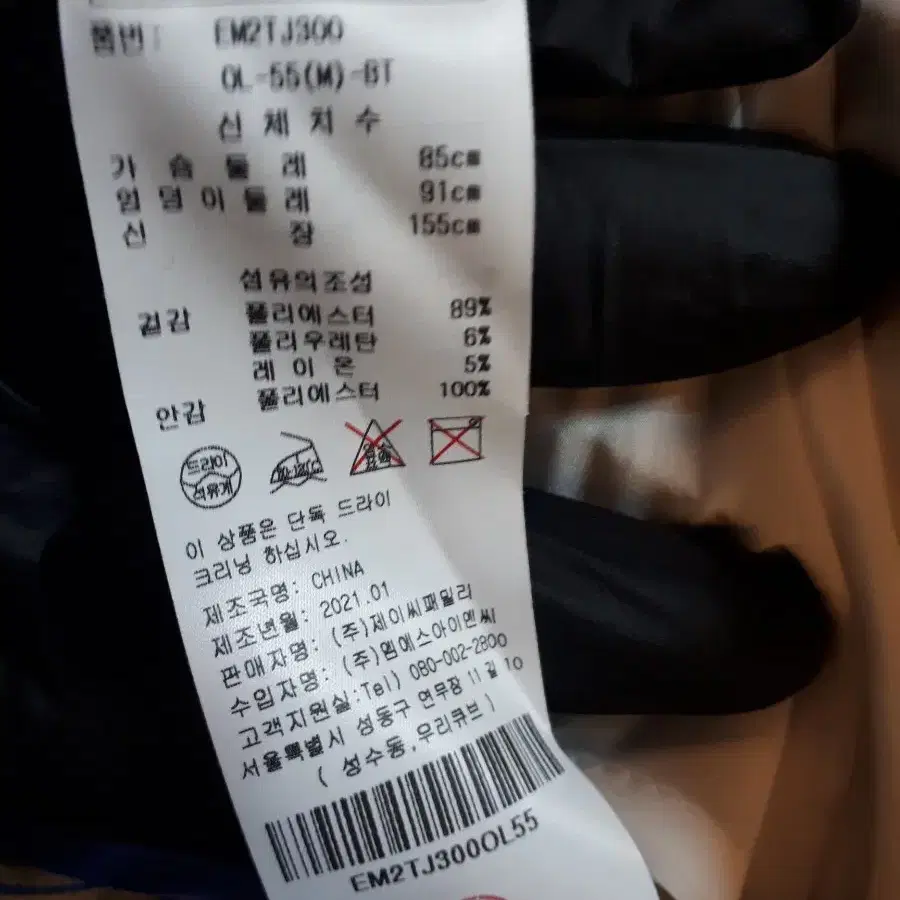 품번: EM2TJ300
OL-55(M)-BT
신 체 치 수
가 슴 둘 레 85cm
엉 덩 이 둘 레 91cm
신 장 155cm
섬유의조성
겉감 폴리에스터 89%
폴리우레탄 6%
레 이 온 5%
안감 폴리에스터 100%
드라이
석유계
이 상품은 단독 드라이
크리닝 하십시오.
제조국명: CHINA
제조년월: 2021.01
판매자명: (주)제이씨패밀리
수입자명: (주)엠에스아이엔씨
고객지원실:Tel) 080-002-2800
서울특별시 성동구 연무장 11 길 10
( 성수동,우리큐브 )
EM2TJ300OL55